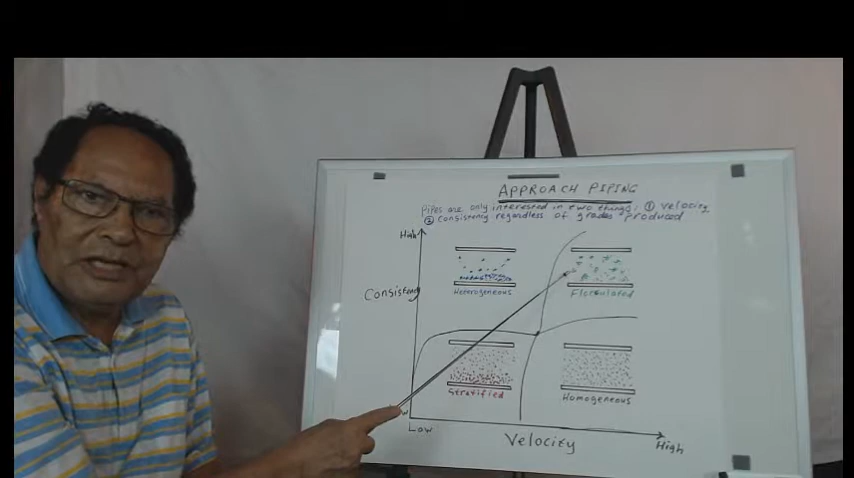 APPROACH PIPING
Pipes are only interested in two things: ① Velocity
② Consistency regardless of grades produced
High
Consistency
Heterogeneous
Flocculated
Stratified
Homogeneous
Low
Velocity
High